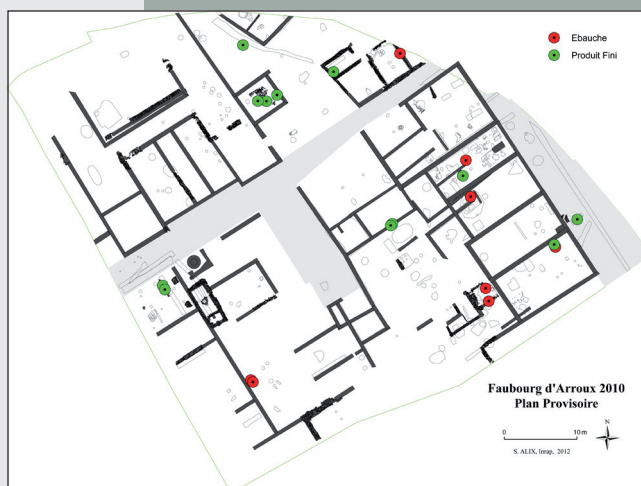 Ebauche
Produit Fini
Faubourg d'Arroux 2010
Plan Provisoire
0 10 m
N
S. ALIX, Inrap, 2012